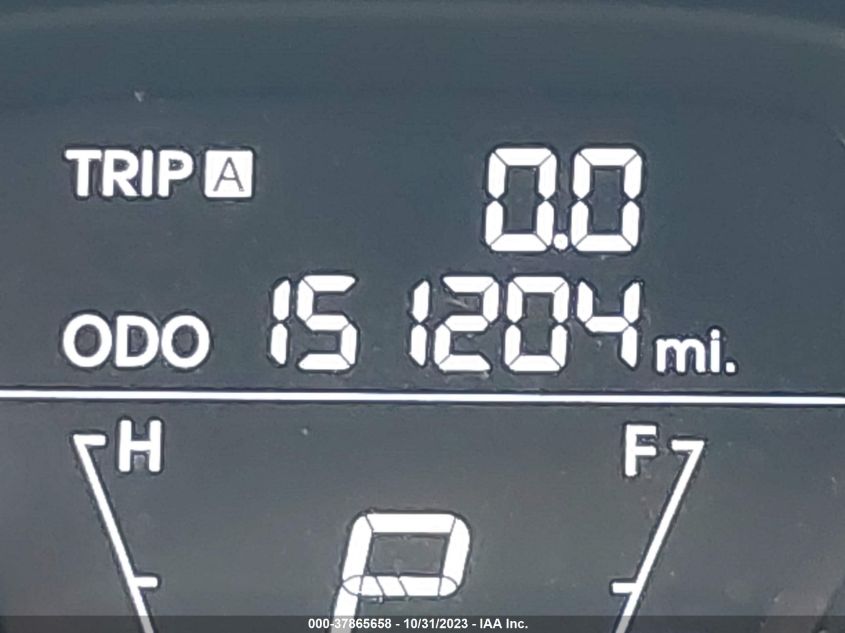 TRIP A 0.0
ODO 151204 mi.
H F
P
000-37865658 - 10/31/2023 - IAA Inc.